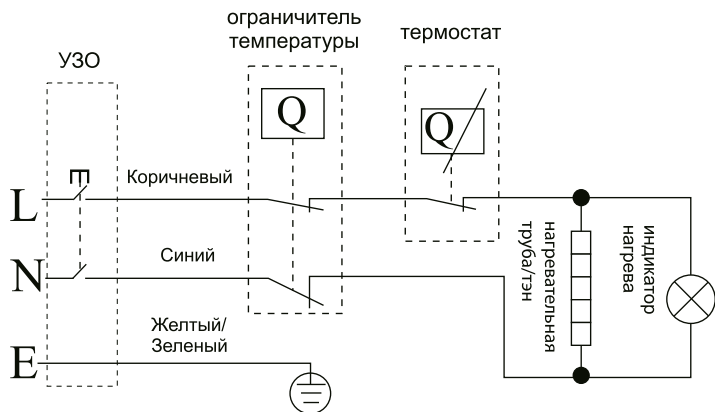 ограничитель
температуры
термостат
УЗО
Q
Q
Коричневый
L
Синий
N
Желтый/
Зеленый
E
нагревательная
труба/тэн
индикатор
нагрева